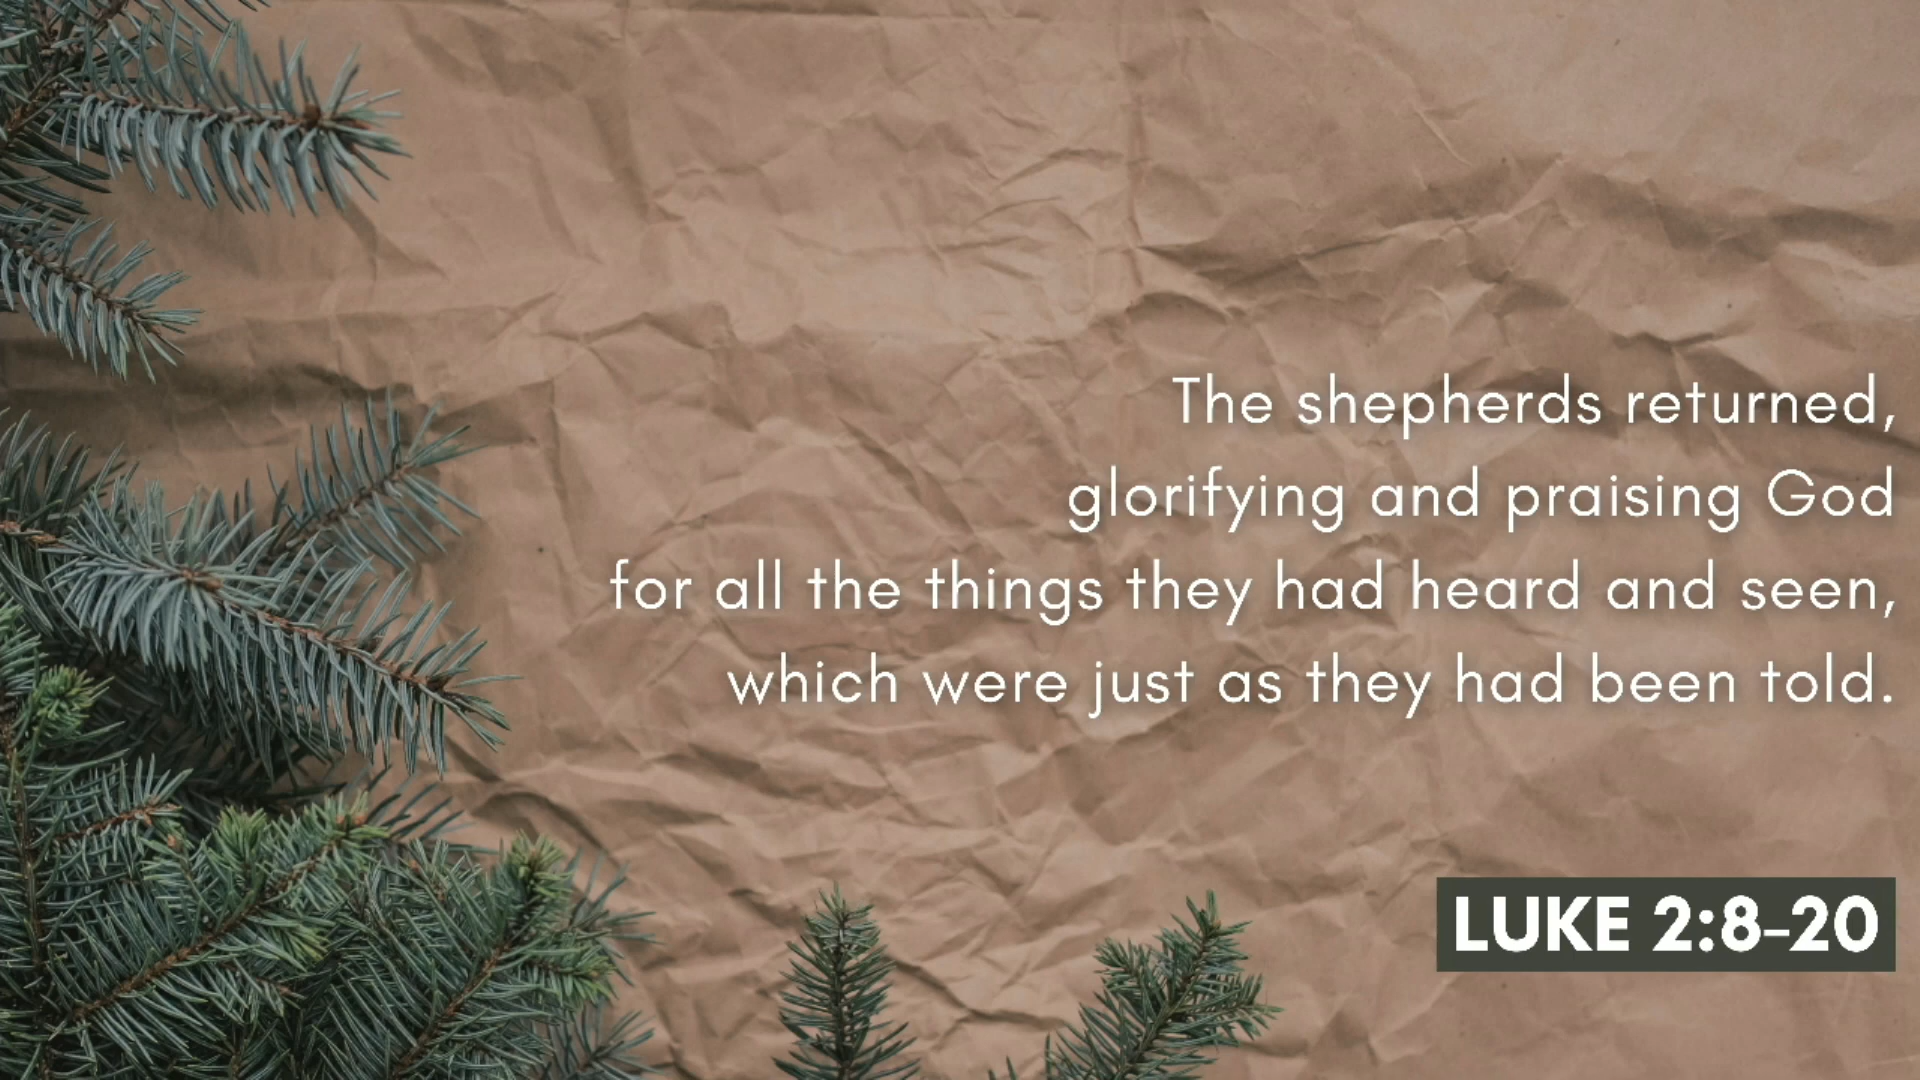 The shepherds returned,
glorifying and praising God
for all the things they had heard and seen,
which were just as they had been told.
LUKE 2:8-20